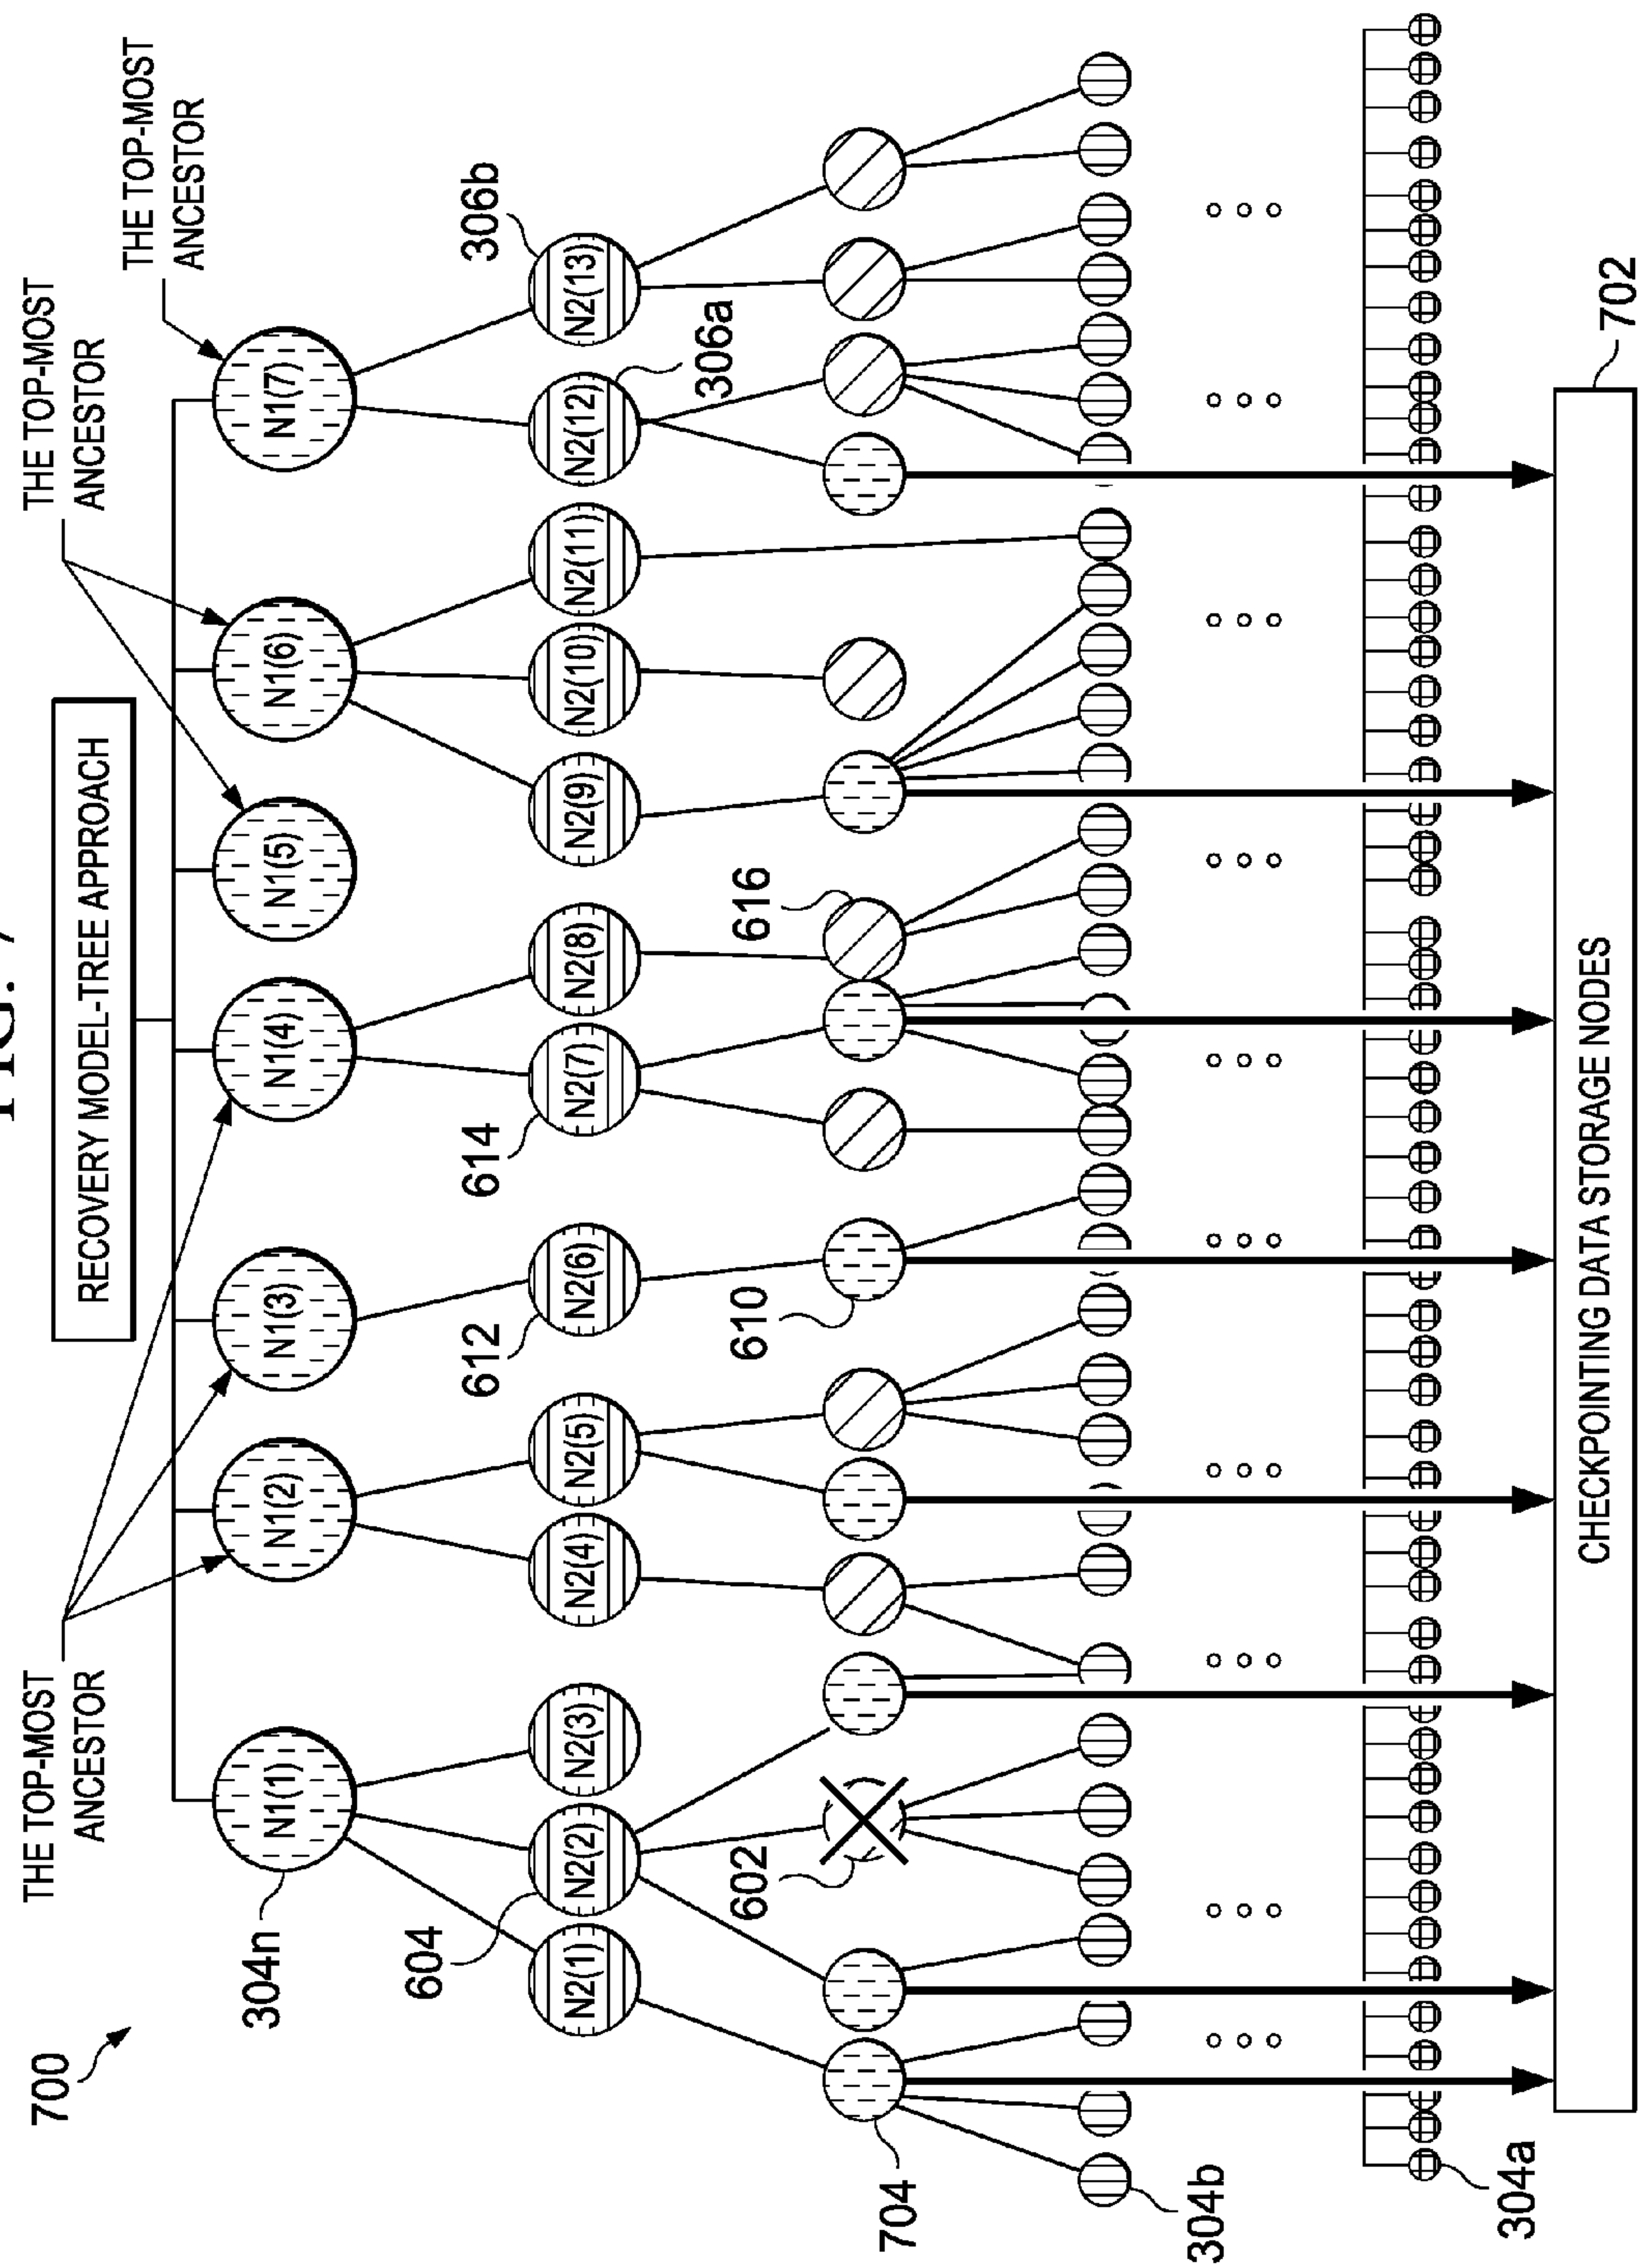 FIG. 7
700
RECOVERY MODEL-TREE APPROACH
THE TOP-MOST
ANCESTOR
THE TOP-MOST
ANCESTOR
THE TOP-MOST
ANCESTOR
304n
N1(1)
N1(2)
N1(3)
N1(4)
N1(5)
N1(6)
N1(7)
604
612
614
306b
N2(1)
N2(2)
N2(3)
N2(4)
N2(5)
N2(6)
N2(7)
N2(8)
N2(9)
N2(10)
N2(11)
N2(12)
N2(13)
306a
602
610
616
704
304b
304a
702
CHECKPOINTING DATA STORAGE NODES